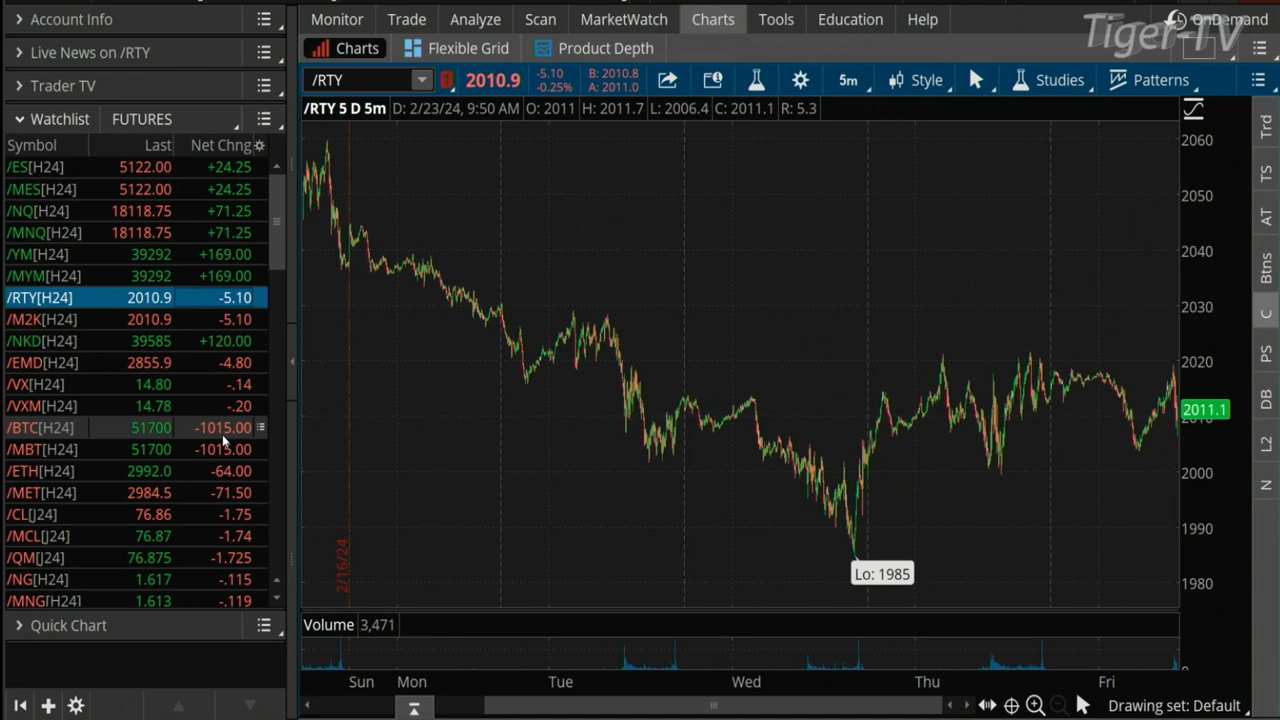 Account Info
Monitor Trade Analyze Scan MarketWatch Charts Tools Education Help OnDemand
Tiger-TV
Live News on /RTY
Charts Flexible Grid Product Depth
Trader TV
/RTY 1 2010.9 -5.10 -0.25% B: 2010.8 A: 2011.0 5m Style Studies Patterns
Watchlist FUTURES
/RTY 5 D 5m D: 2/23/24, 9:50 AM O: 2011 H: 2011.7 L: 2006.4 C: 2011.1 R: 5.3
Symbol Last Net Chng
/ES[H24] 5122.00 +24.25
/MES[H24] 5122.00 +24.25
/NQ[H24] 18118.75 +71.25
/MNQ[H24] 18118.75 +71.25
/YM[H24] 39292 +169.00
/MYM[H24] 39292 +169.00
/RTY[H24] 2010.9 -5.10
/M2K[H24] 2010.9 -5.10
/NKD[H24] 39585 +120.00
/EMD[H24] 2855.9 -4.80
/VX[H24] 14.80 -.14
/VXM[H24] 14.78 -.20
/BTC[H24] 51700 -1015.00
/MBT[H24] 51700 -1015.00
/ETH[H24] 2992.0 -64.00
/MET[H24] 2984.5 -71.50
/CL[J24] 76.86 -1.75
/MCL[J24] 76.87 -1.74
/QM[J24] 76.875 -1.725
/NG[H24] 1.617 -.115
/MNG[H24] 1.613 -.119
Quick Chart
2060
2050
2040
2030
2020
2011.1
2000
1990
1980
2/16/24
Lo: 1985
Volume 3,471
0
Sun Mon Tue Wed Thu Fri
Drawing set: Default
Trd
TS
AT
Btns
C
PS
DB
L2
N